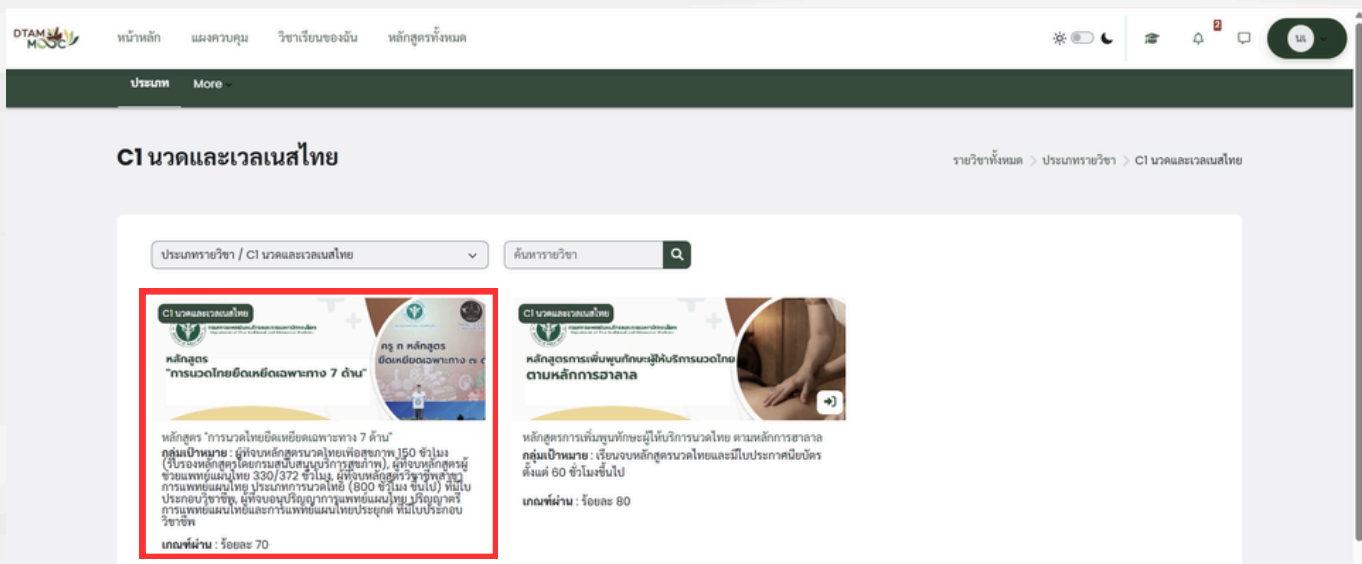 DTAM
MOOC
หน้าหลัก แผงควบคุม วิชาเรียนของฉัน หลักสูตรทั้งหมด
2
นก
ประเภท More
C1 นวดและเวลเนสไทย
รายวิชาทั้งหมด > ประเภทรายวิชา > C1 นวดและเวลเนสไทย
ประเภทรายวิชา / C1 นวดและเวลเนสไทย
ค้นหารายวิชา
C1 นวดและเวลเนสไทย
หลักสูตร
"การนวดไทยยืดเหยียดเฉพาะทาง 7 ด้าน"
ครู ก หลักสูตร
ยืดเหยียดเฉพาะทาง ๗
หลักสูตร "การนวดไทยยืดเหยียดเฉพาะทาง 7 ด้าน"
กลุ่มเป้าหมาย : ผู้ที่จบหลักสูตรนวดไทยเพื่อสุขภาพ 150 ชั่วโมง
(รับรองหลักสูตรโดยกรมสนับสนุนบริการสุขภาพ), ผู้ที่จบหลักสูตรผู้
ช่วยแพทย์แผนไทย 330/372 ชั่วโมง, ผู้ที่จบหลักสูตรวิชาชีพสาขา
การแพทย์แผนไทย ประเภทการนวดไทย (800 ชั่วโมง ขึ้นไป) ที่มีใบ
ประกอบวิชาชีพ, ผู้ที่จบอนุปริญญาการแพทย์แผนไทย ปริญญาตรี
การแพทย์แผนไทยและการแพทย์แผนไทยประยุกต์ ที่มีใบประกอบ
วิชาชีพ
เกณฑ์ผ่าน : ร้อยละ 70
C1 นวดและเวลเนสไทย
หลักสูตรการเพิ่มพูนทักษะผู้ให้บริการนวดไทย
ตามหลักการฮาลาล
หลักสูตรการเพิ่มพูนทักษะผู้ให้บริการนวดไทย ตามหลักการฮาลาล
กลุ่มเป้าหมาย : เรียนจบหลักสูตรนวดไทยและมีใบประกาศนียบัตร
ตั้งแต่ 60 ชั่วโมงขึ้นไป
เกณฑ์ผ่าน : ร้อยละ 80